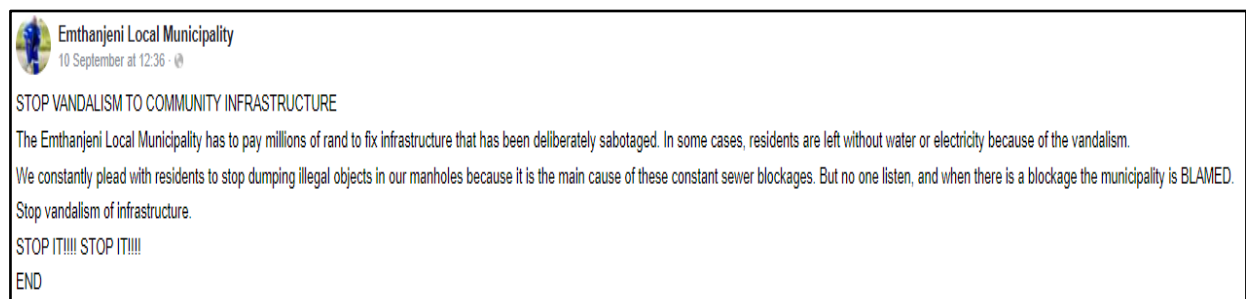 Emthanjeni Local Municipality
10 September at 12:36 ·
STOP VANDALISM TO COMMUNITY INFRASTRUCTURE
The Emthanjeni Local Municipality has to pay millions of rand to fix infrastructure that has been deliberately sabotaged. In some cases, residents are left without water or electricity because of the vandalism.
We constantly plead with residents to stop dumping illegal objects in our manholes because it is the main cause of these constant sewer blockages. But no one listen, and when there is a blockage the municipality is BLAMED.
Stop vandalism of infrastructure.
STOP IT!!!! STOP IT!!!!
END